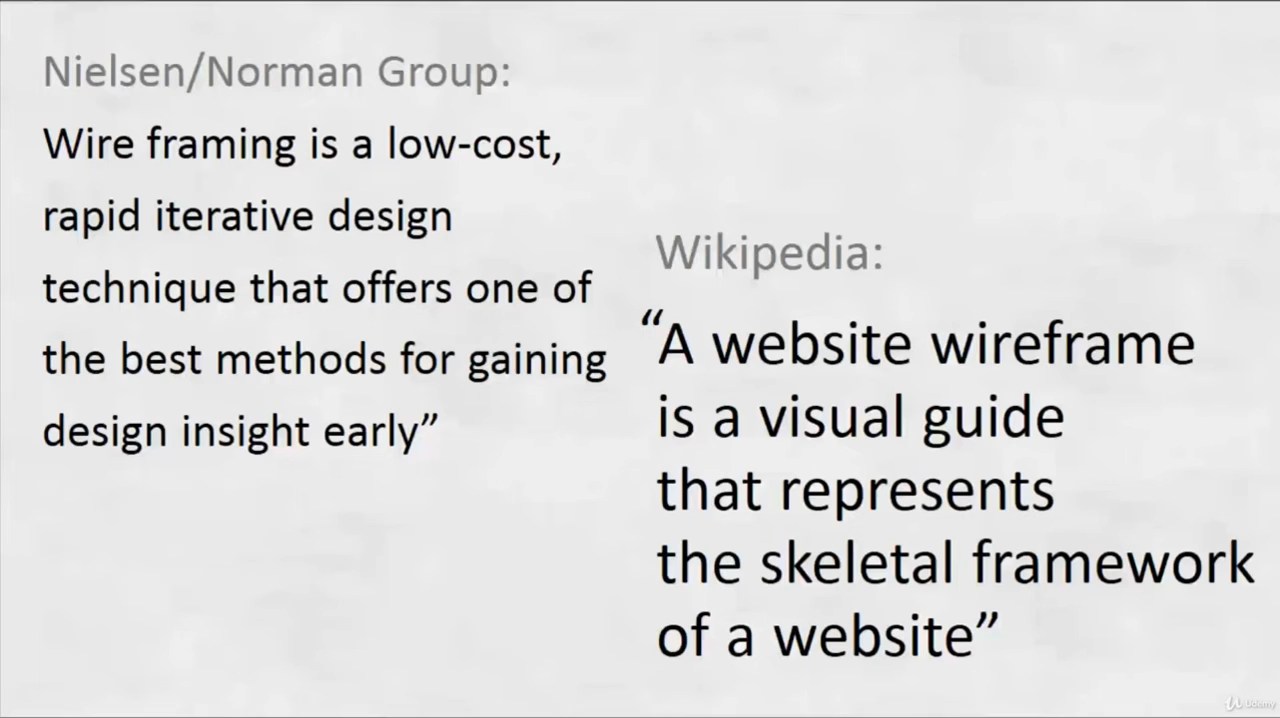 Nielsen/Norman Group:
Wire framing is a low-cost,
rapid iterative design
technique that offers one of
the best methods for gaining
design insight early”
Wikipedia:
“A website wireframe
is a visual guide
that represents
the skeletal framework
of a website”
Udemy